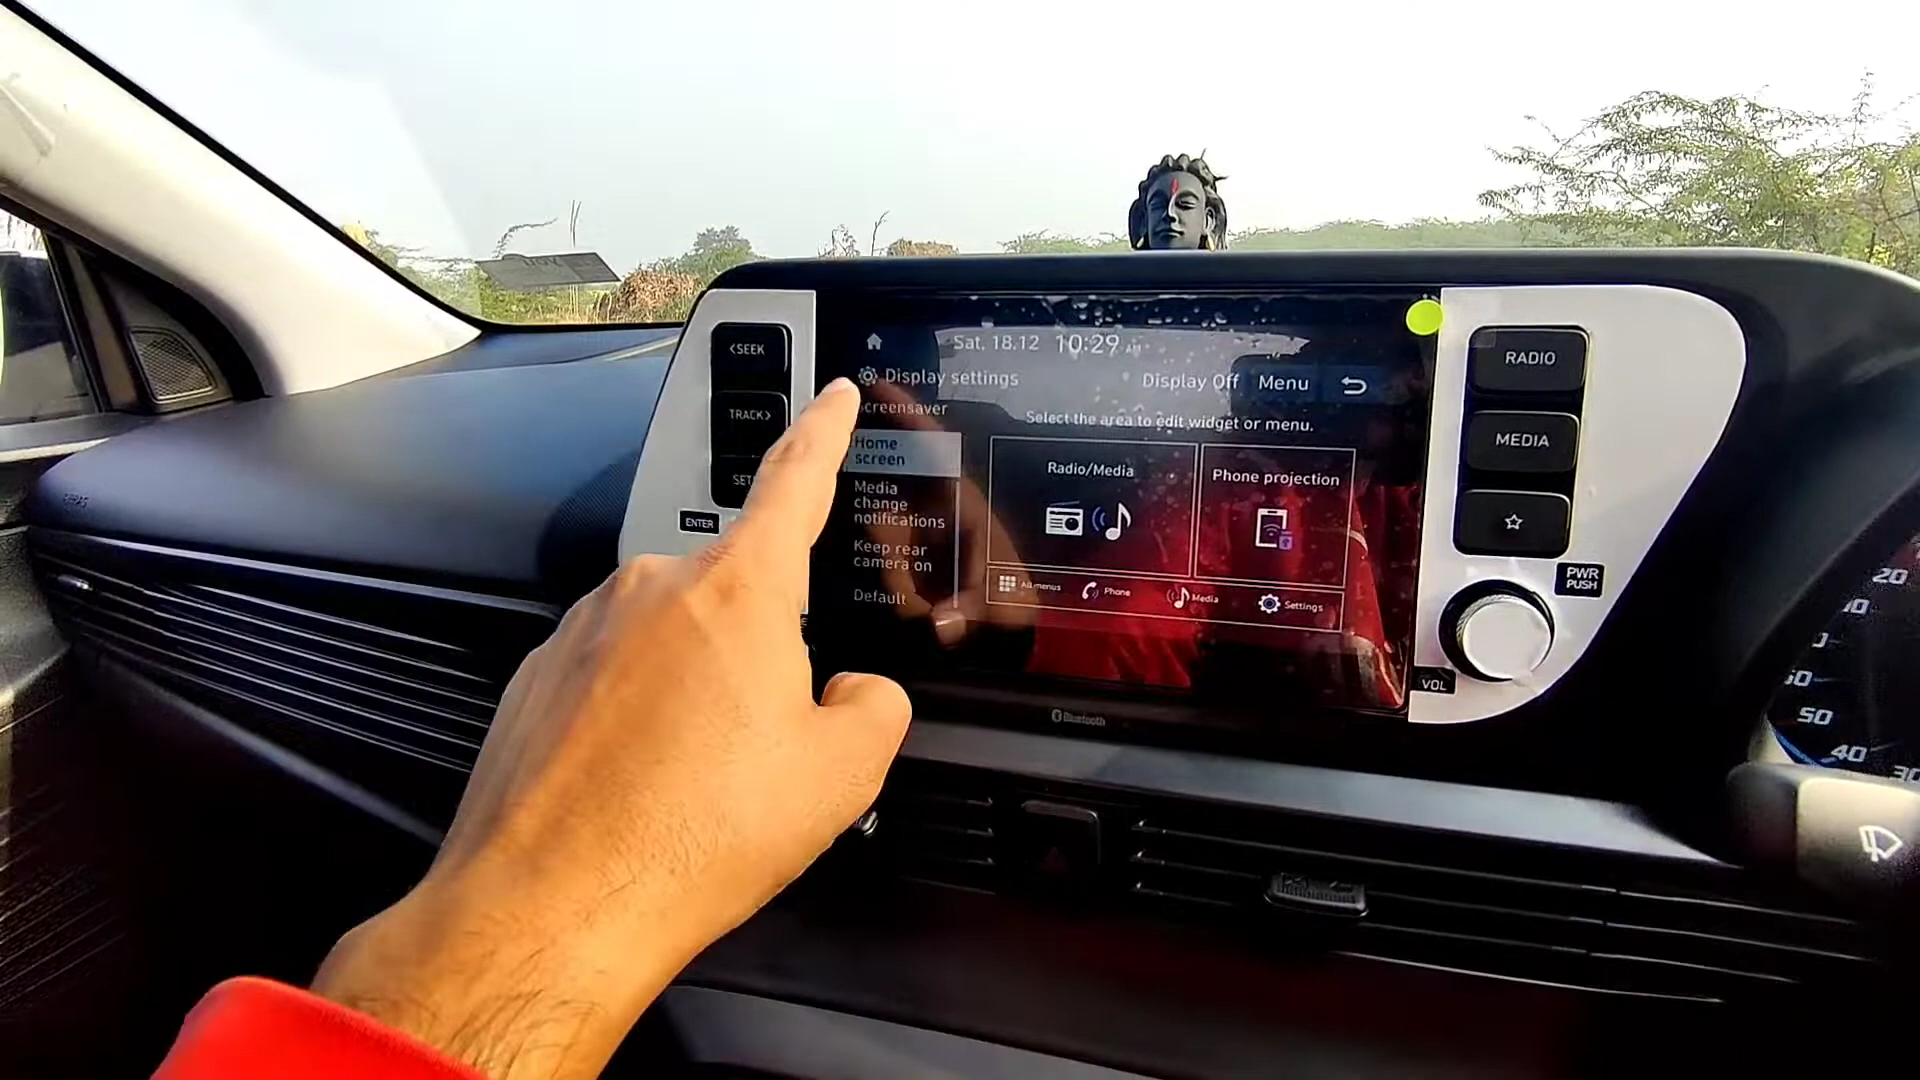 <SEEK
TRACK>
ENTER
Sat, 18.12 10:29 AM
Display settings
Display Off Menu
Screensaver
Select the area to edit widget or menu.
Home
screen
Media
change
notifications
Keep rear
camera on
Default
Radio/Media
Phone projection
All menus
Phone
Media
Settings
Bluetooth
RADIO
MEDIA
PWR
PUSH
VOL
20
50
40
30